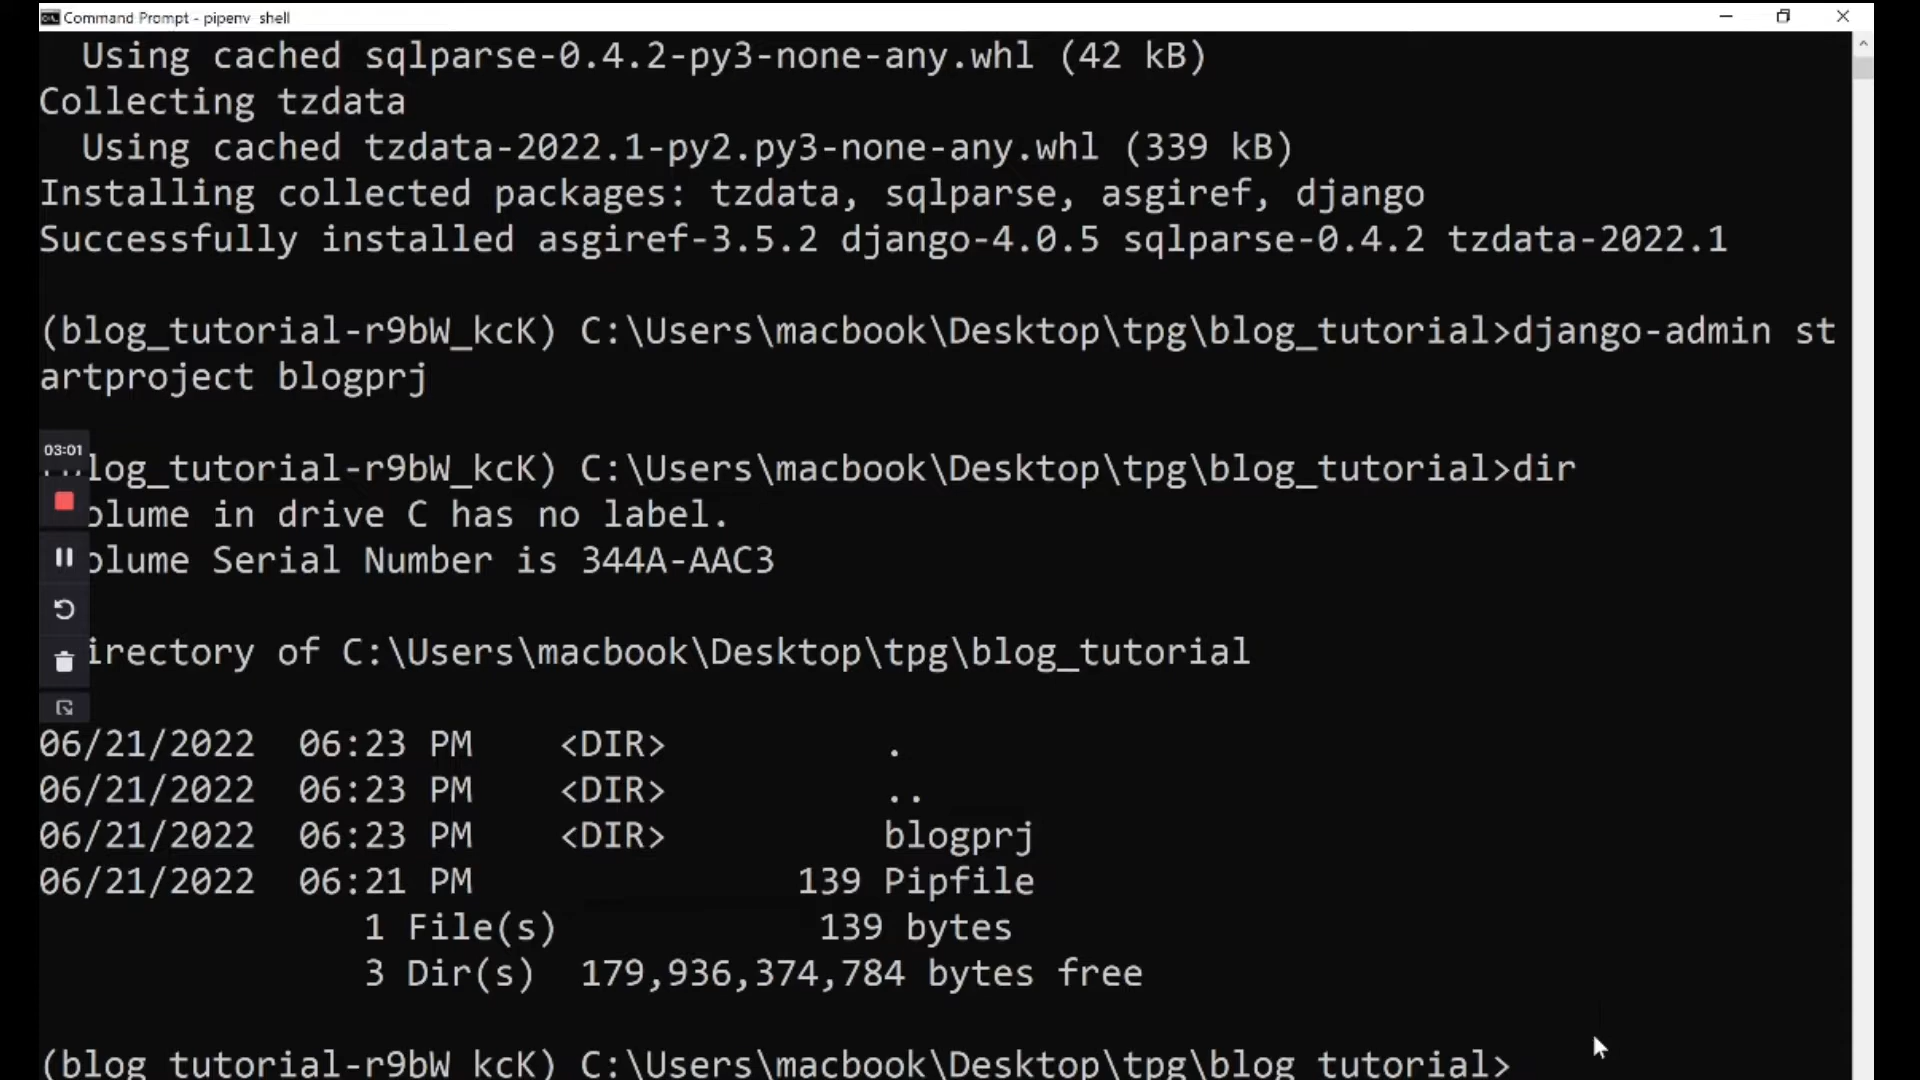 Command Prompt - pipenv shell
Using cached sqlparse-0.4.2-py3-none-any.whl (42 kB)
Collecting tzdata
Using cached tzdata-2022.1-py2.py3-none-any.whl (339 kB)
Installing collected packages: tzdata, sqlparse, asgiref, django
Successfully installed asgiref-3.5.2 django-4.0.5 sqlparse-0.4.2 tzdata-2022.1
(blog_tutorial-r9bW_kcK) C:\Users\macbook\Desktop\tpg\blog_tutorial>django-admin st
artproject blogprj
03:01
log_tutorial-r9bW_kcK) C:\Users\macbook\Desktop\tpg\blog_tutorial>dir
olume in drive C has no label.
olume Serial Number is 344A-AAC3
irectory of C:\Users\macbook\Desktop\tpg\blog_tutorial
06/21/2022 06:23 PM <DIR> .
06/21/2022 06:23 PM <DIR> ..
06/21/2022 06:23 PM <DIR> blogprj
06/21/2022 06:21 PM 139 Pipfile
1 File(s) 139 bytes
3 Dir(s) 179,936,374,784 bytes free
(blog_tutorial-r9bW_kcK) C:\Users\macbook\Desktop\tpg\blog_tutorial>